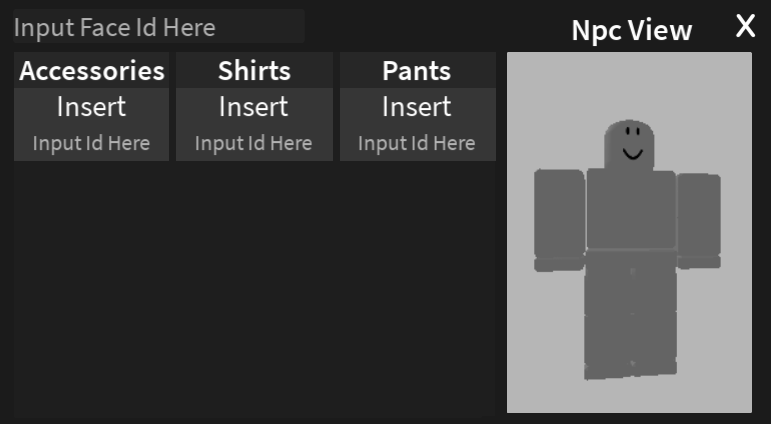 Input Face Id Here
Npc View
X
Accessories
Shirts
Pants
Insert
Insert
Insert
Input Id Here
Input Id Here
Input Id Here